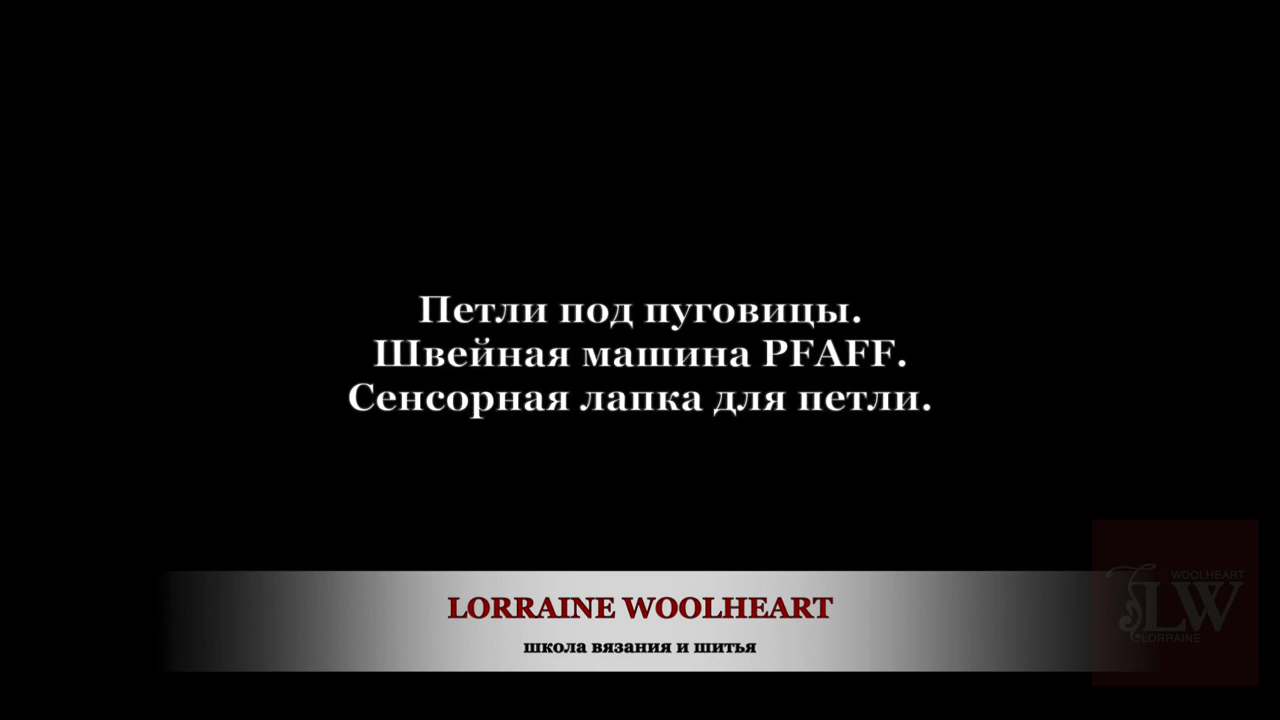 Петли под пуговицы.
Швейная машина PFAFF.
Сенсорная лапка для петли.
LORRAINE WOOLHEART
школа вязания и шитья
WOOLHEART
LW
LORRAINE